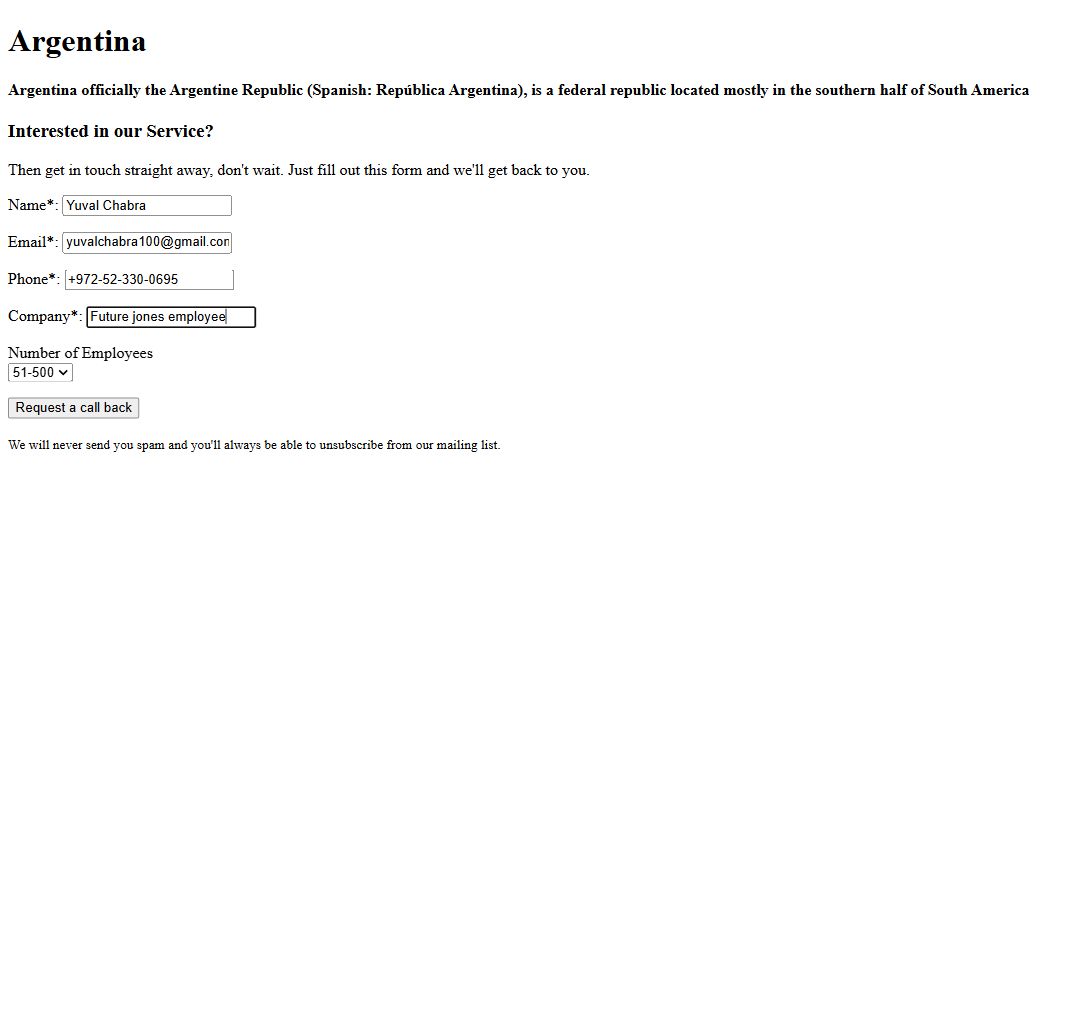 Argentina
Argentina officially the Argentine Republic (Spanish: República Argentina), is a federal republic located mostly in the southern half of South America
Interested in our Service?
Then get in touch straight away, don't wait. Just fill out this form and we'll get back to you.
Name*: Yuval Chabra
Email*: yuvalchabra100@gmail.con
Phone*: +972-52-330-0695
Company*: Future jones employee
Number of Employees
51-500
Request a call back
We will never send you spam and you'll always be able to unsubscribe from our mailing list.